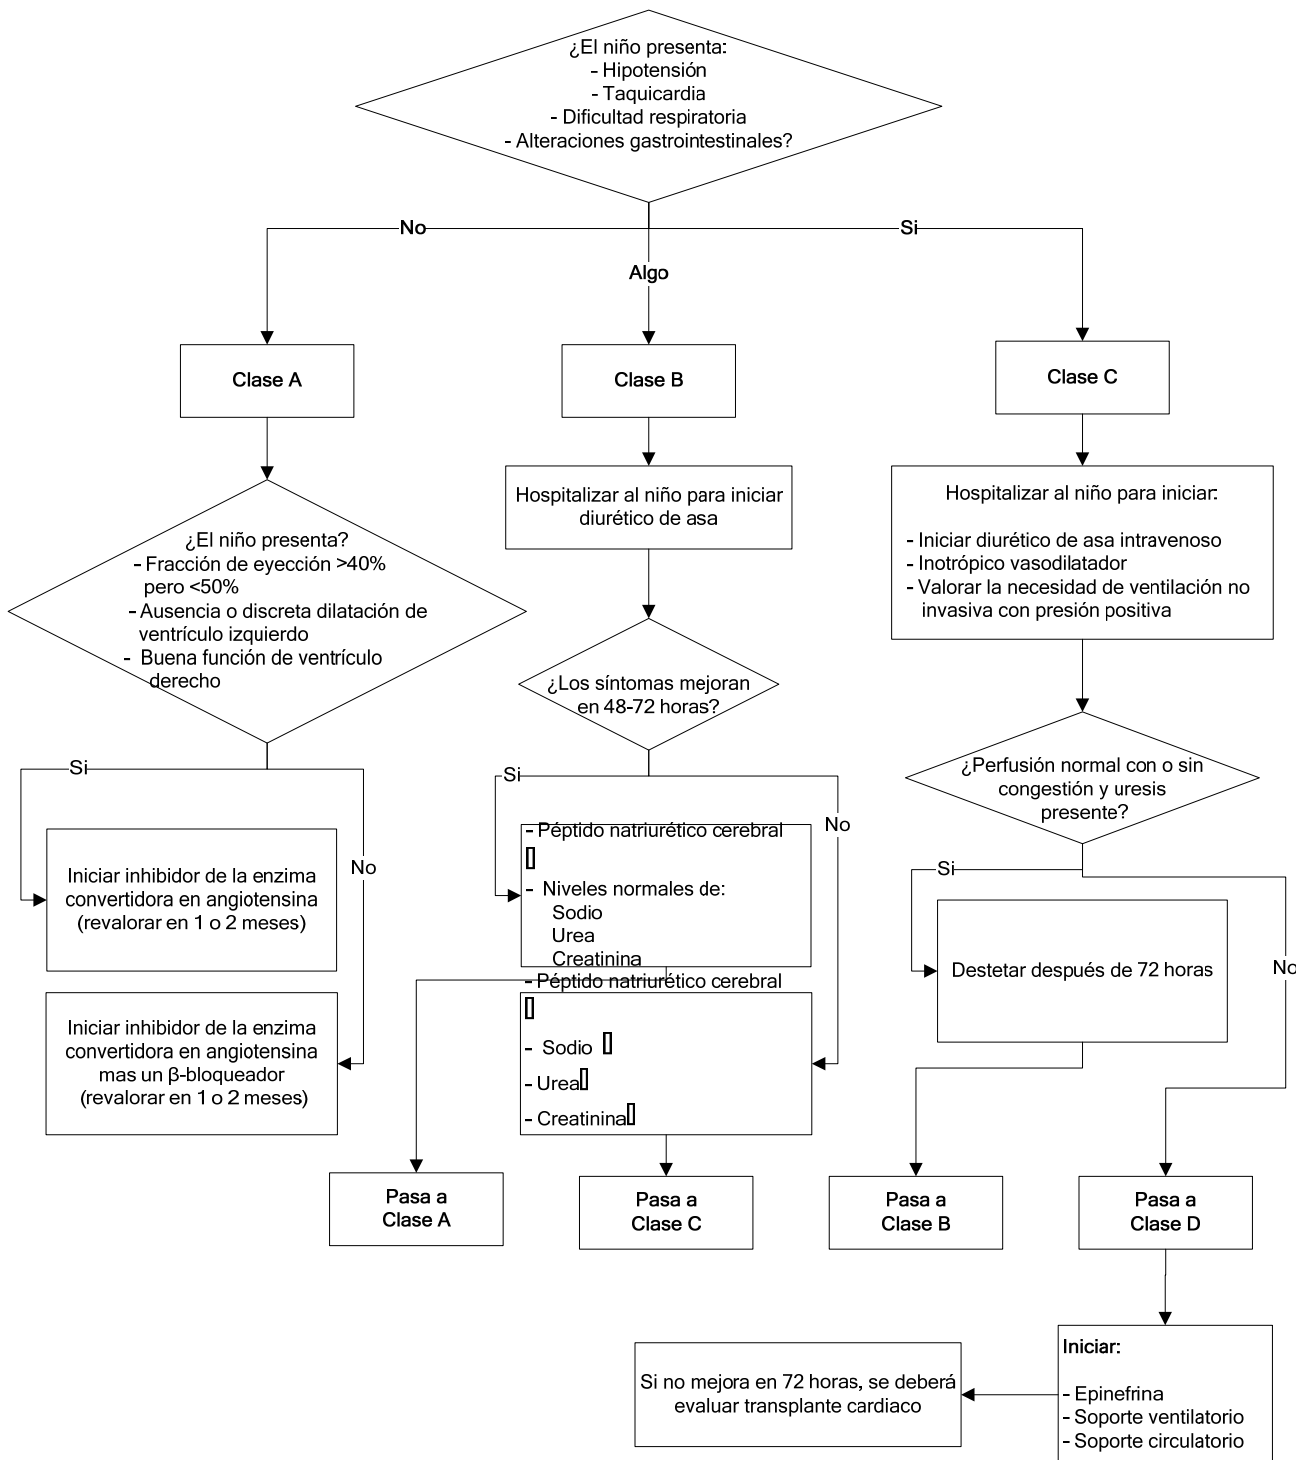 ¿El niño presenta:
- Hipotensión
- Taquicardia
- Dificultad respiratoria
- Alteraciones gastrointestinales?
No
Algo
Si
Clase A
Clase B
Clase C
¿El niño presenta?
- Fracción de eyección >40%
pero <50%
- Ausencia o discreta dilatación de
ventrículo izquierdo
- Buena función de ventrículo
derecho
Si
No
Iniciar inhibidor de la enzima
convertidora en angiotensina
(revalorar en 1 o 2 meses)
Iniciar inhibidor de la enzima
convertidora en angiotensina
mas un β-bloqueador
(revalorar en 1 o 2 meses)
Hospitalizar al niño para iniciar
diurético de asa
¿Los síntomas mejoran
en 48-72 horas?
Si
No
- Péptido natriurético cerebral
- Niveles normales de:
Sodio
Urea
Creatinina
- Péptido natriurético cerebral
- Sodio
- Urea
- Creatinina
Pasa a
Clase A
Pasa a
Clase C
Hospitalizar al niño para iniciar:
- Iniciar diurético de asa intravenoso
- Inotrópico vasodilatador
- Valorar la necesidad de ventilación no
invasiva con presión positiva
¿Perfusión normal con o sin
congestión y uresis
presente?
Si
No
Destetar después de 72 horas
Pasa a
Clase B
Pasa a
Clase D
Iniciar:
- Epinefrina
- Soporte ventilatorio
- Soporte circulatorio
Si no mejora en 72 horas, se deberá
evaluar transplante cardiaco